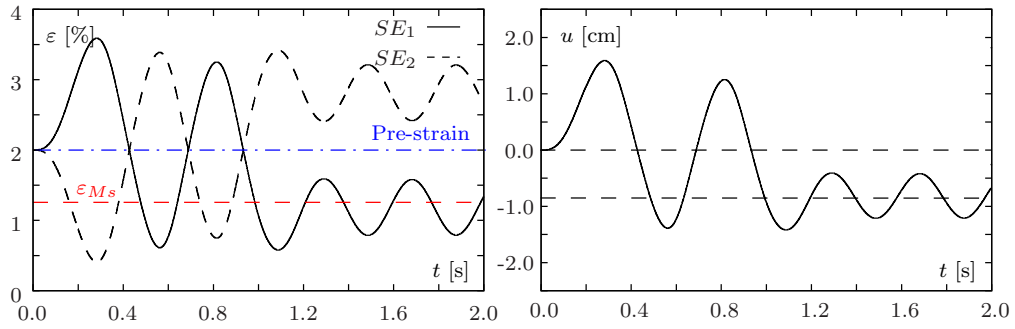 ε [%]
SE₁
SE₂
Pre-strain
ε_{Ms}
t [s]
4
3
2
1
0
0.0 0.4 0.8 1.2 1.6 2.0
u [cm]
t [s]
2.0
1.0
0.0
-1.0
-2.0
0.0 0.4 0.8 1.2 1.6 2.0